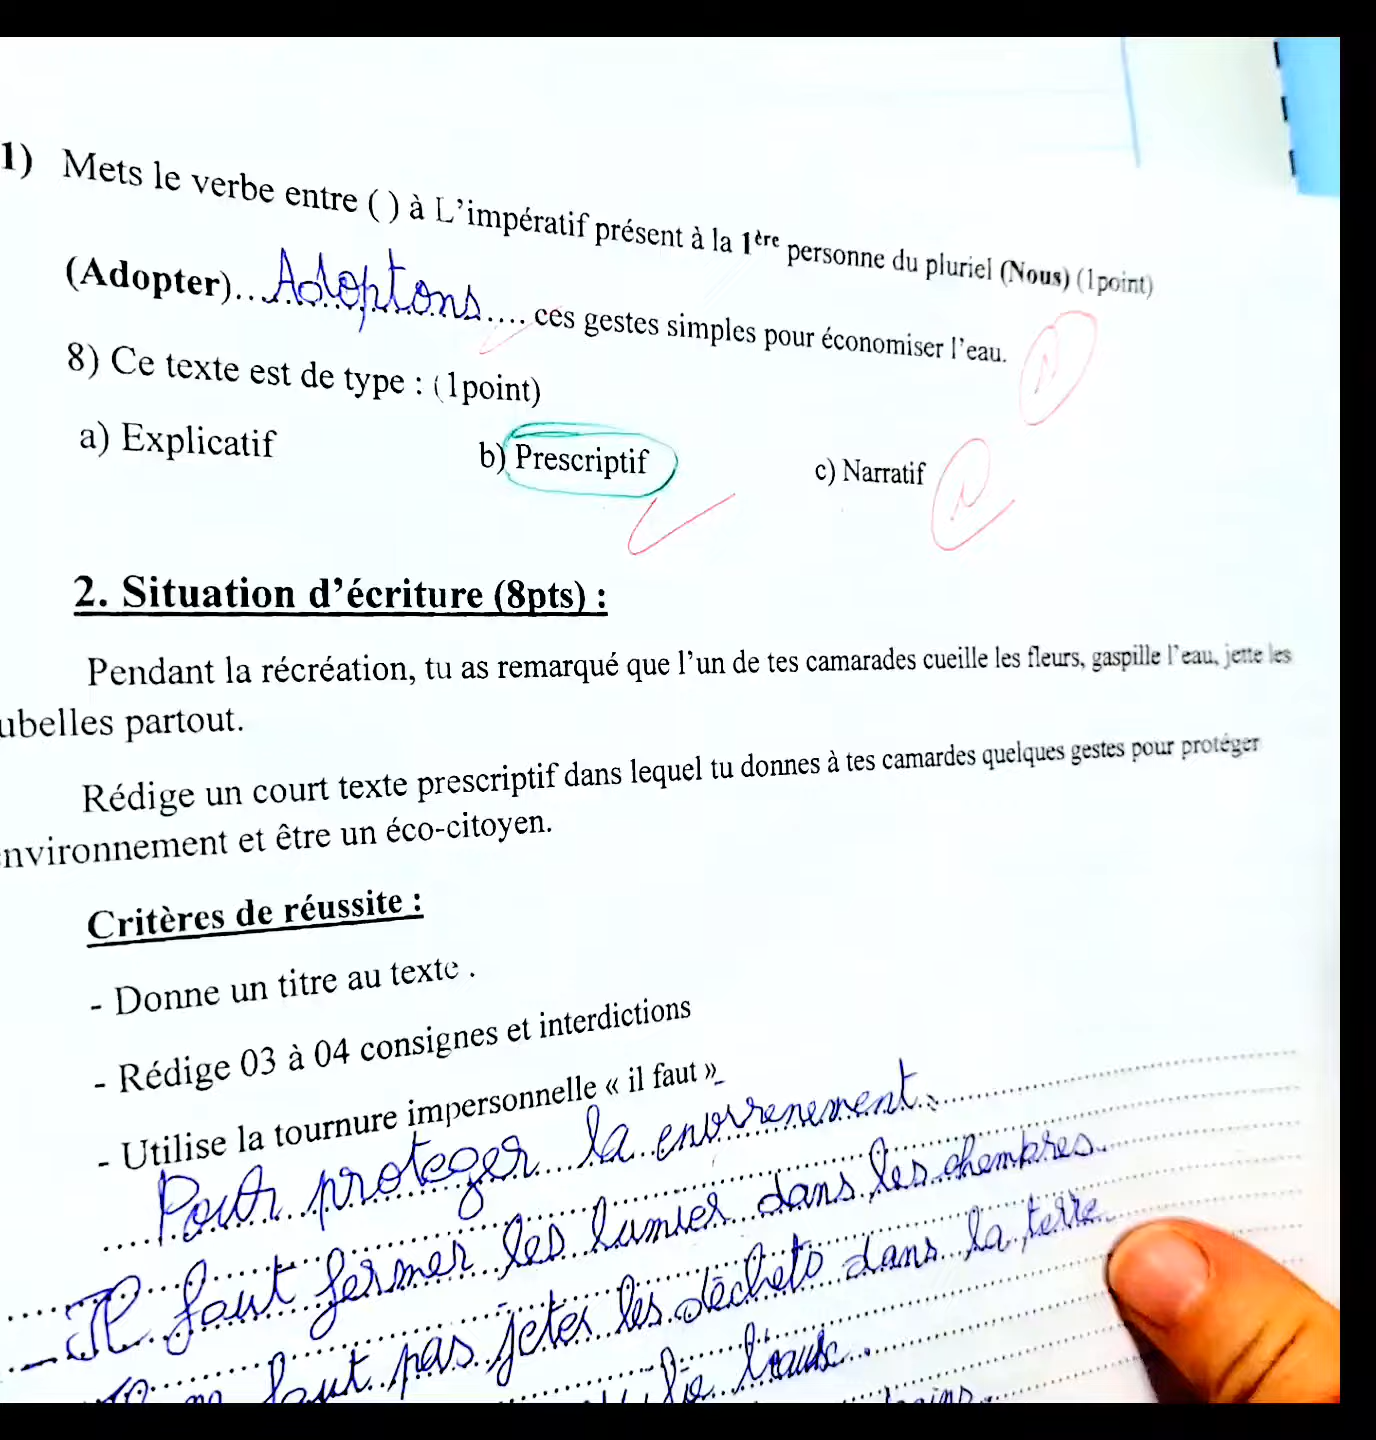 1) Mets le verbe entre ( ) à L'impératif présent à la 1ère personne du pluriel (Nous) (1point)
(Adopter)... Adoptons .... ces gestes simples pour économiser l'eau.
8) Ce texte est de type : (1point)
a) Explicatif b) Prescriptif c) Narratif
2. Situation d'écriture (8pts) :
Pendant la récréation, tu as remarqué que l'un de tes camarades cueille les fleurs, gaspille l'eau, jette les
ubelles partout.
Rédige un court texte prescriptif dans lequel tu donnes à tes camardes quelques gestes pour protéger
nvironnement et être un éco-citoyen.
Critères de réussite :
- Donne un titre au texte .
- Rédige 03 à 04 consignes et interdictions
- Utilise la tournure impersonnelle « il faut »
Pour proteger la envirenement.
- Il faut fermer les lumier dans les chembres.
Il ne faut pas jeter les déchets dans la terre